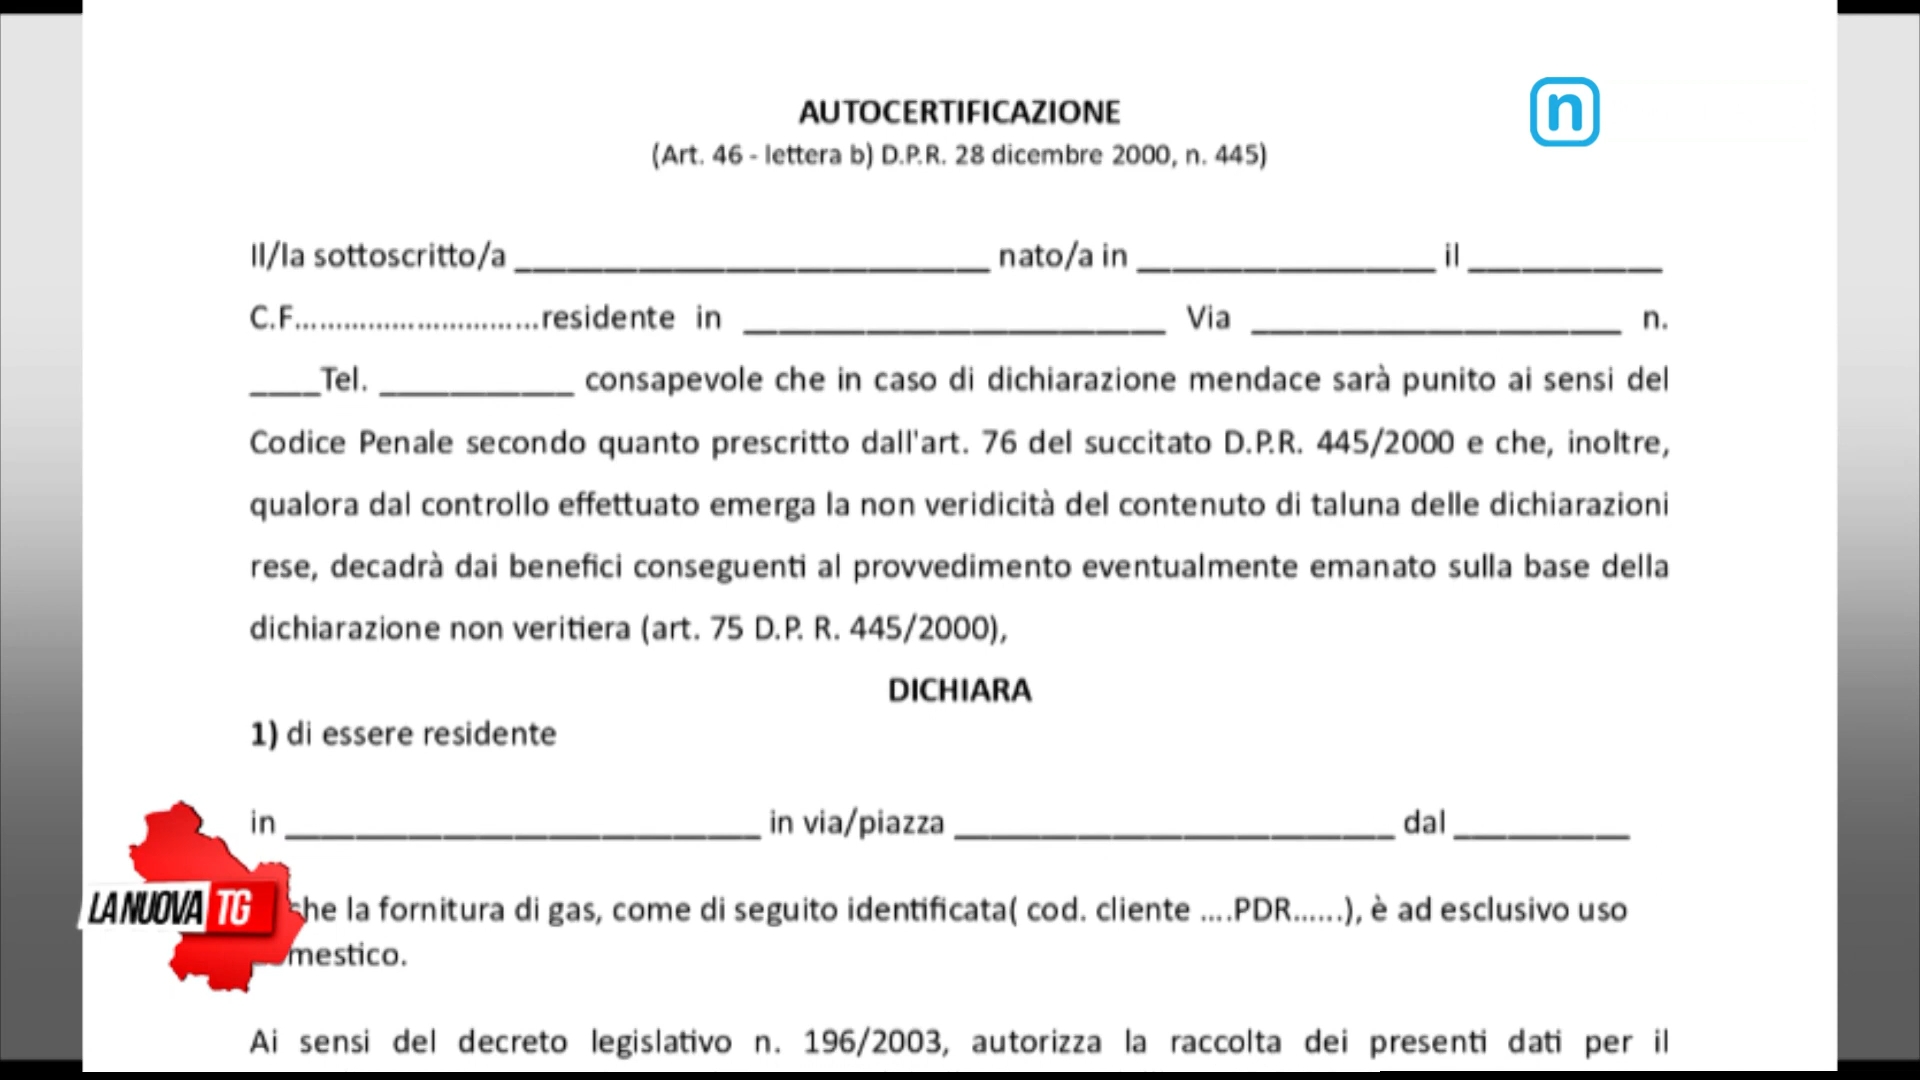 AUTOCERTIFICAZIONE
n
(Art. 46 - lettera b) D.P.R. 28 dicembre 2000, n. 445)
Il/la sottoscritto/a ___________________________ nato/a in _________________ il ___________
C.F............................residente in ________________________ Via _____________________ n.
____Tel. ___________ consapevole che in caso di dichiarazione mendace sarà punito ai sensi del
Codice Penale secondo quanto prescritto dall'art. 76 del succitato D.P.R. 445/2000 e che, inoltre,
qualora dal controllo effettuato emerga la non veridicità del contenuto di taluna delle dichiarazioni
rese, decadrà dai benefici conseguenti al provvedimento eventualmente emanato sulla base della
dichiarazione non veritiera (art. 75 D.P. R. 445/2000),
DICHIARA
1) di essere residente
in ___________________________ in via/piazza _________________________ dal __________
LA NUOVA TG
che la fornitura di gas, come di seguito identificata( cod. cliente ....PDR......), è ad esclusivo uso
mestico.
Ai sensi del decreto legislativo n. 196/2003, autorizza la raccolta dei presenti dati per il